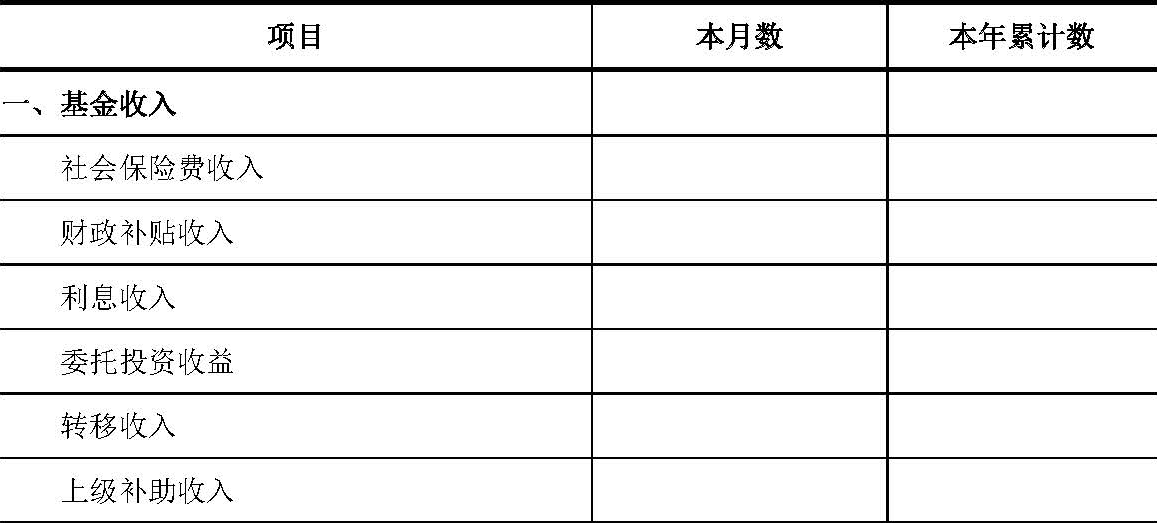 项目 本月数 本年累计数
一、基金收入
社会保险费收入
财政补贴收入
利息收入
委托投资收益
转移收入
上级补助收入